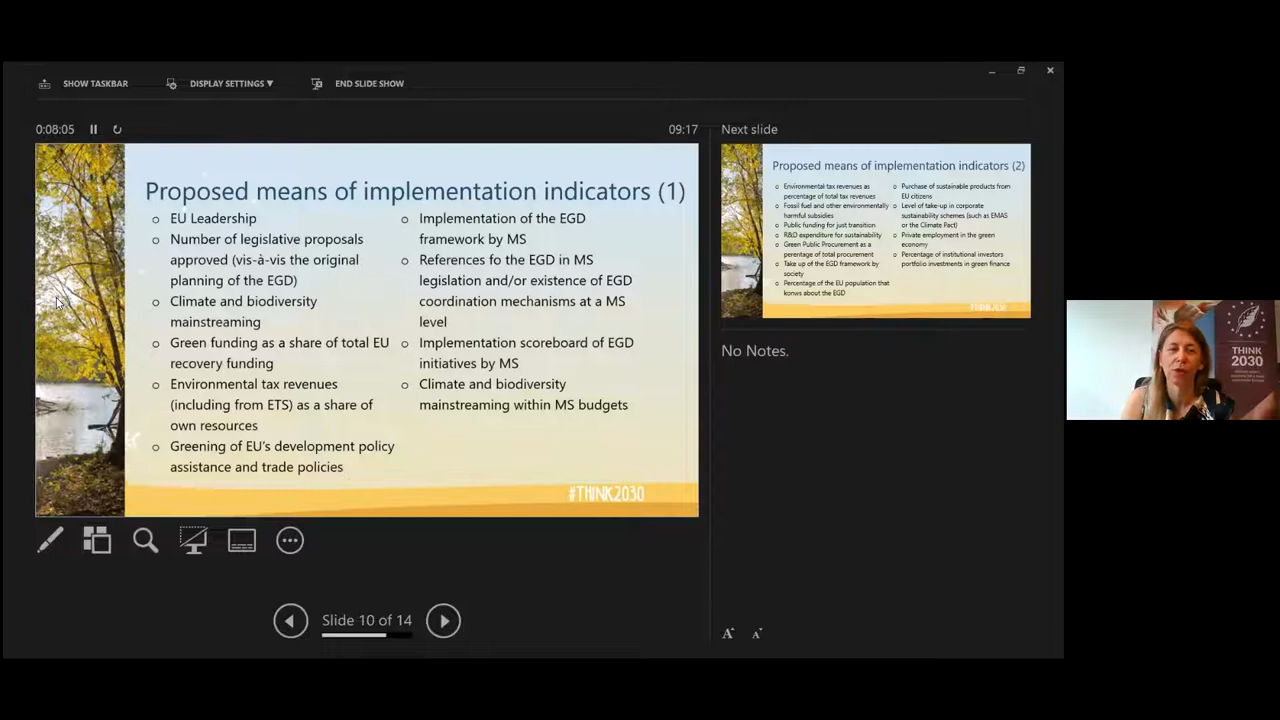 SHOW TASKBAR
DISPLAY SETTINGS ▼
END SLIDE SHOW
0:08:05
09:17
Next slide
Proposed means of implementation indicators (1)
o EU Leadership
o Number of legislative proposals
approved (vis-à-vis the original
planning of the EGD)
o Climate and biodiversity
mainstreaming
o Green funding as a share of total EU
recovery funding
o Environmental tax revenues
(including from ETS) as a share of
own resources
o Greening of EU's development policy
assistance and trade policies
o Implementation of the EGD
framework by MS
o References fo the EGD in MS
legislation and/or existence of EGD
coordination mechanisms at a MS
level
o Implementation scoreboard of EGD
initiatives by MS
o Climate and biodiversity
mainstreaming within MS budgets
#THINK2030
Proposed means of implementation indicators (2)
o Environmental tax revenues as
percentage of total tax revenues
o Fossil fuel and other environmentally
harmful subsidies
o Public funding for just transition
o R&D expenditure for sustainability
o Green Public Procurement as a
percentage of total procurement
o Take up of the EGD framework by
society
o Percentage of the EU population that
konws about the EGD
o Purchase of sustainable products from
EU citizens
o Level of take-up in corporate
sustainability schemes (such as EMAS
or the Climate Pact)
o Private employment in the green
economy
o Percentage of institutional investors
portfolio investments in green finance
#THINK2030
No Notes.
Slide 10 of 14
A A
THINK
2030